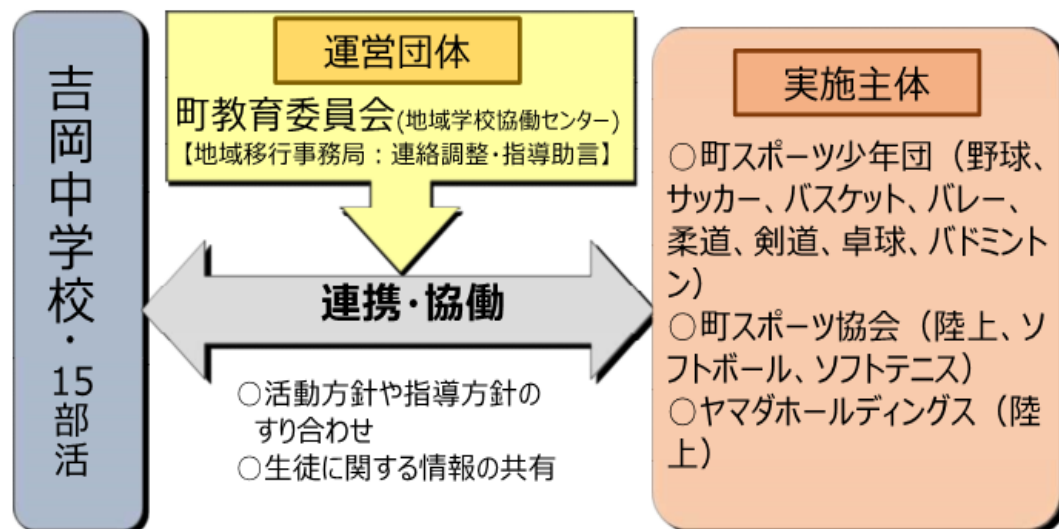 吉岡中学校・15部活
運営団体
町教育委員会(地域学校協働センター)
【地域移行事務局:連絡調整・指導助言】
連携・協働
○活動方針や指導方針の
すり合わせ
○生徒に関する情報の共有
実施主体
○町スポーツ少年団(野球、
サッカー、バスケット、バレー、
柔道、剣道、卓球、バドミント
ン)
○町スポーツ協会(陸上、ソ
フトボール、ソフトテニス)
○ヤマダホールディングス(陸
上)